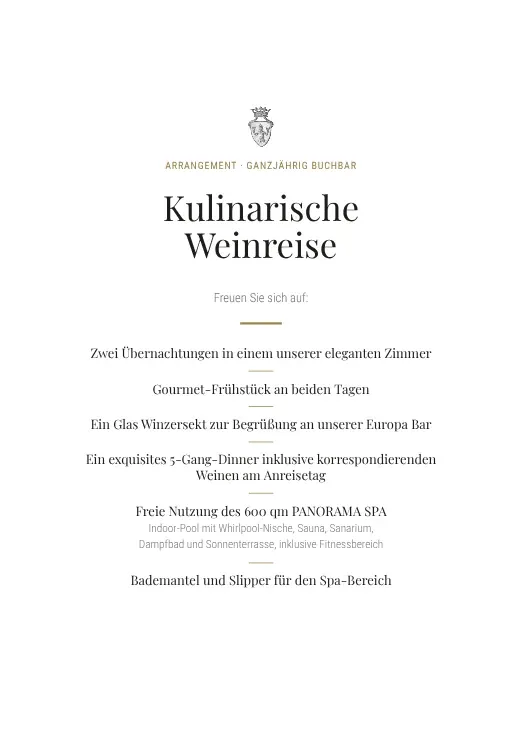 ARRANGEMENT · GANZJÄHRIG BUCHBAR
Kulinarische
Weinreise
Freuen Sie sich auf:
Zwei Übernachtungen in einem unserer eleganten Zimmer
Gourmet-Frühstück an beiden Tagen
Ein Glas Winzersekt zur Begrüßung an unserer Europa Bar
Ein exquisites 5-Gang-Dinner inklusive korrespondierenden
Weinen am Anreisetag
Freie Nutzung des 600 qm PANORAMA SPA
Indoor-Pool mit Whirlpool-Nische, Sauna, Sanarium,
Dampfbad und Sonnenterrasse, inklusive Fitnessbereich
Bademantel und Slipper für den Spa-Bereich